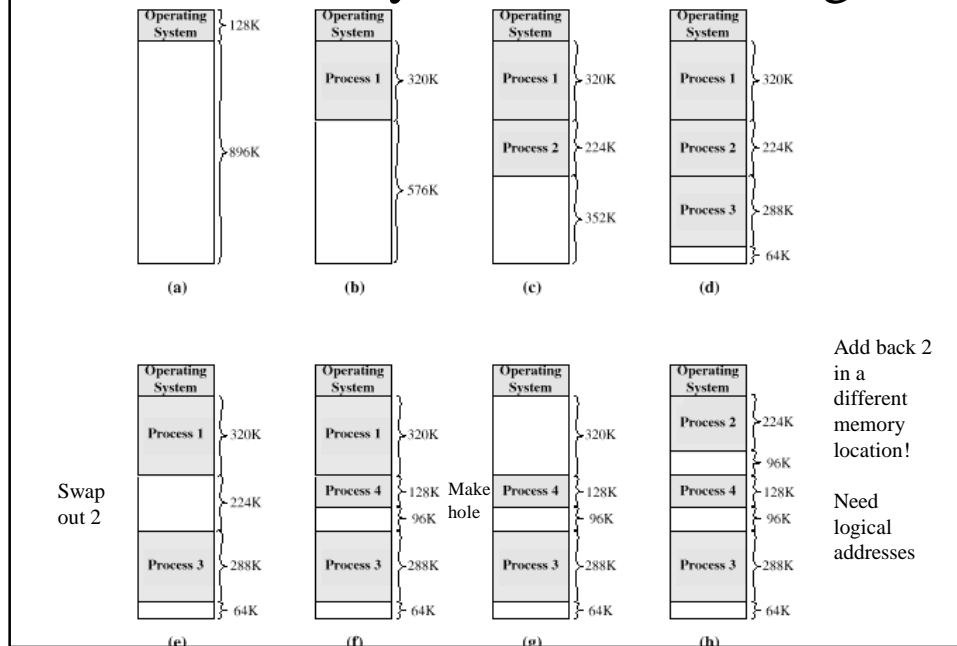 Operating
System
128K
896K
(a)
Operating
System
Process 1
320K
576K
(b)
Operating
System
Process 1
320K
Process 2
224K
352K
(c)
Operating
System
Process 1
320K
Process 2
224K
Process 3
288K
64K
(d)
Swap
out 2
Operating
System
Process 1
320K
224K
Process 3
288K
64K
(e)
Operating
System
Process 1
320K
Process 4
128K
96K
Process 3
288K
64K
(f)
Make
hole
Operating
System
320K
Process 4
128K
96K
Process 3
288K
64K
(g)
Operating
System
Process 2
224K
96K
Process 4
128K
96K
Process 3
288K
64K
(h)
Add back 2
in a
different
memory
location!
Need
logical
addresses